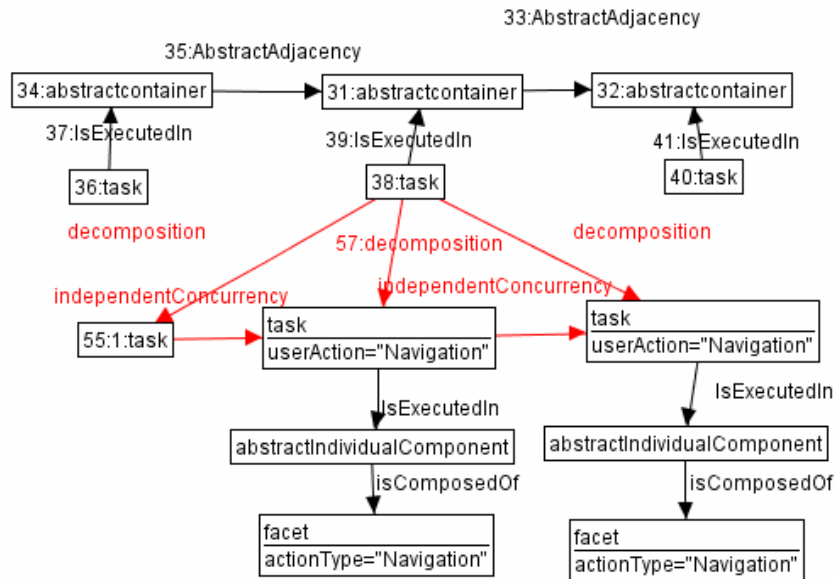 33:AbstractAdjacency
35:AbstractAdjacency
34:abstractcontainer
31:abstractcontainer
32:abstractcontainer
37:IsExecutedIn
39:IsExecutedIn
41:IsExecutedIn
36:task
38:task
40:task
decomposition
57:decomposition
decomposition
independentConcurrency
independentConcurrency
55:1:task
task
userAction="Navigation"
task
userAction="Navigation"
IsExecutedIn
IsExecutedIn
abstractIndividualComponent
abstractIndividualComponent
isComposedOf
isComposedOf
facet
actionType="Navigation"
facet
actionType="Navigation"